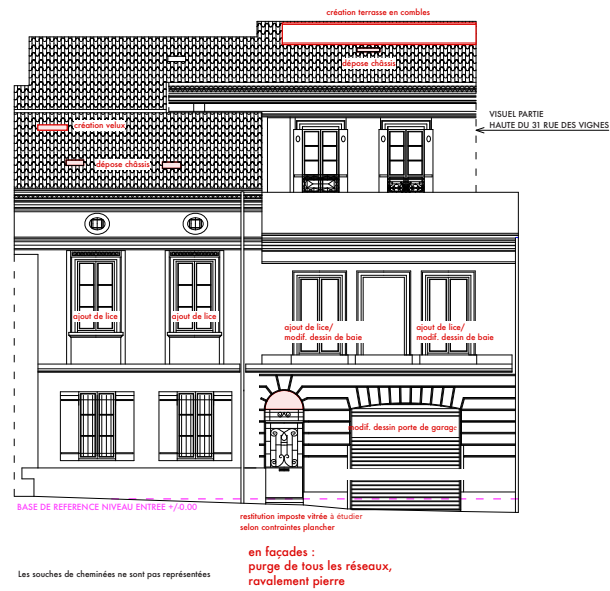 création terrasse en combles
dépose châssis
VISUEL PARTIE
HAUTE DU 31 RUE DES VIGNES
création velux
dépose châssis
ajout de lice
ajout de lice
ajout de lice/
modif. dessin de baie
ajout de lice/
modif. dessin de baie
modif. dessin porte de garage
BASE DE REFERENCE NIVEAU ENTREE +/-0.00
restitution imposte vitrée à étudier
selon contraintes plancher
en façades :
purge de tous les réseaux,
ravalement pierre
Les souches de cheminées ne sont pas représentées